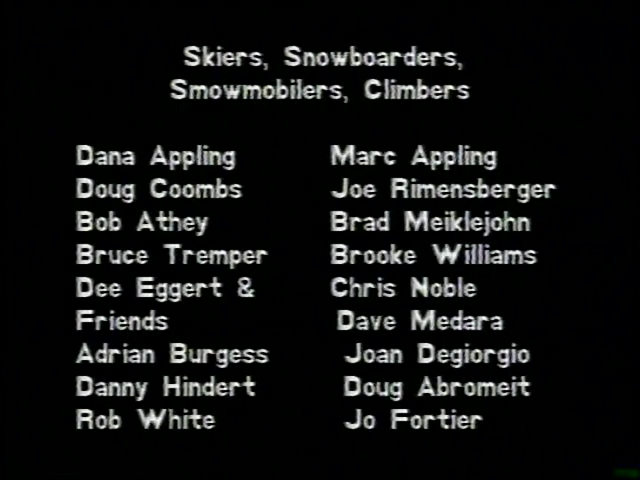 Skiers, Snowboarders,
Smowmobilers, Climbers
Dana Appling
Doug Coombs
Bob Athey
Bruce Tremper
Dee Eggert &
Friends
Adrian Burgess
Danny Hindert
Rob White
Marc Appling
Joe Rimensberger
Brad Meiklejohn
Brooke Williams
Chris Noble
Dave Medara
Joan Degiorgio
Doug Abromeit
Jo Fortier